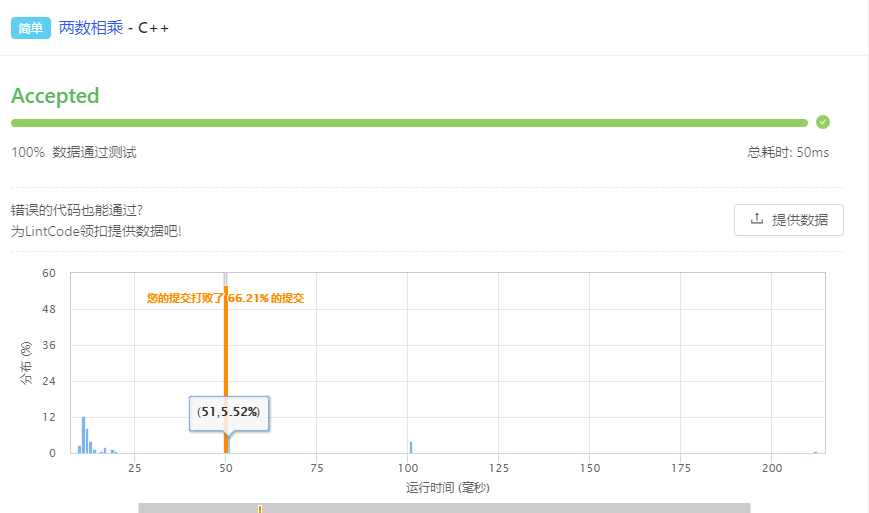 简单 两数相乘 - C++
Accepted
100% 数据通过测试 总耗时: 50ms
错误的代码也能通过?
为LintCode领扣提供数据吧!
提供数据
60
48
36
24
12
0
分布 (%)
您的提交打败了 66.21% 的提交
(51,5.52%)
25 50 75 100 125 150 175 200
运行时间 (毫秒)